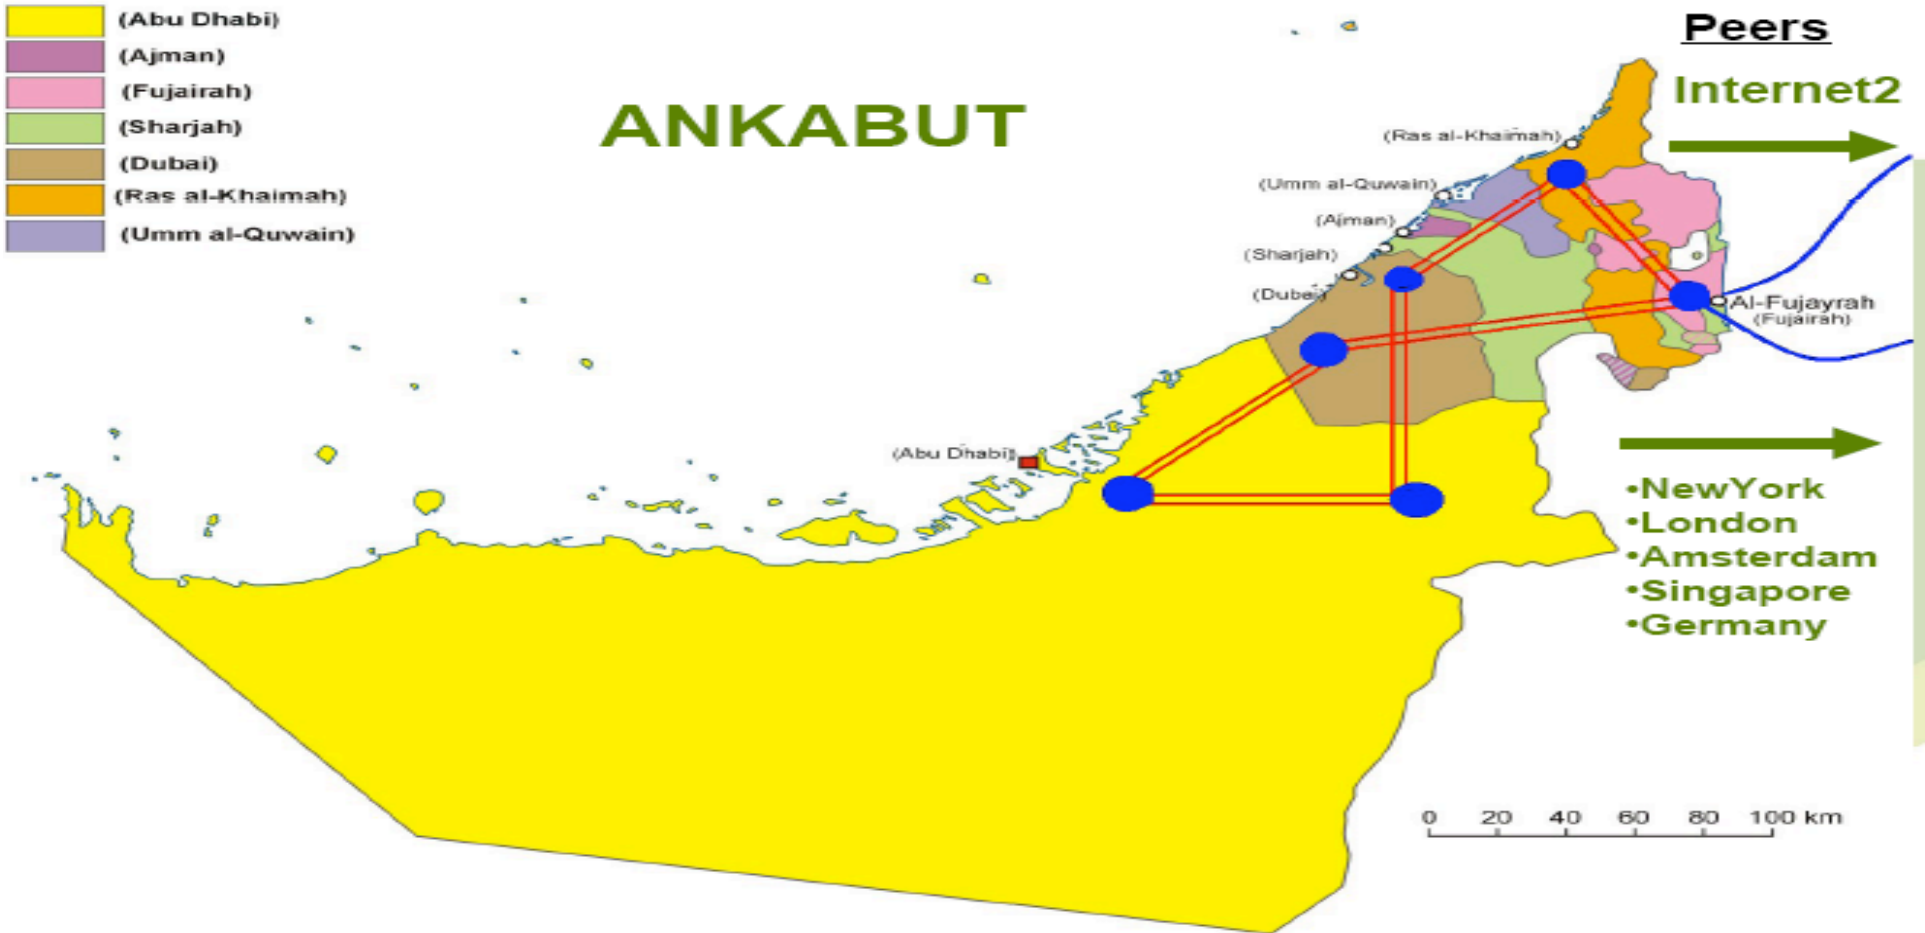 (Abu Dhabi)
(Ajman)
(Fujairah)
(Sharjah)
(Dubai)
(Ras al-Khaimah)
(Umm al-Quwain)
ANKABUT
Peers
Internet2
(Ras al-Khaimah)
(Umm al-Quwain)
(Ajman)
(Sharjah)
(Dubai)
Al-Fujayrah
(Fujairah)
(Abu Dhabi)
•NewYork
•London
•Amsterdam
•Singapore
•Germany
0 20 40 60 80 100 km